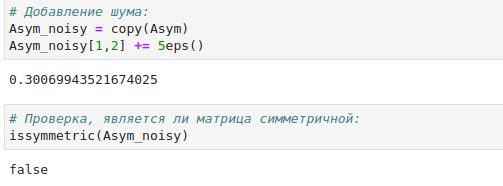 # Добавление шума:
Asym_noisy = copy(Asym)
Asym_noisy[1,2] += 5eps()
0.30069943521674025
# Проверка, является ли матрица симметричной:
issymmetric(Asym_noisy)
false